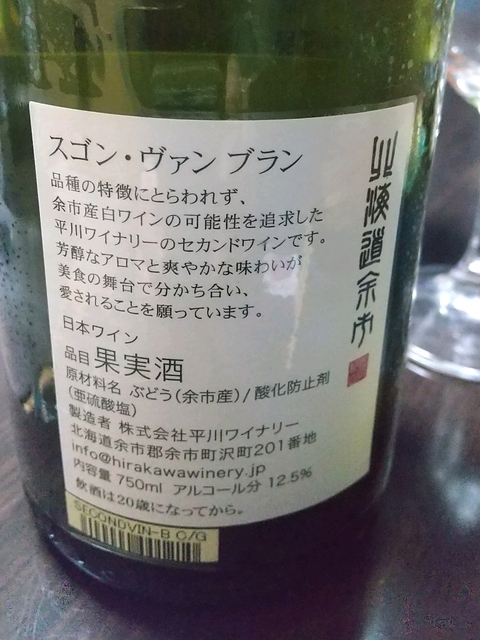 スゴン・ヴァン ブラン
品種の特徴にとらわれず、
余市産白ワインの可能性を追求した
平川ワイナリーのセカンドワインです。
芳醇なアロマと爽やかな味わいが
美食の舞台で分かち合い、
愛されることを願っています。
日本ワイン
品目 果実酒
原材料名 ぶどう(余市産)/酸化防止剤
(亜硫酸塩)
製造者 株式会社平川ワイナリー
北海道余市郡余市町沢町201番地
info@hirakawawinery.jp
内容量 750ml アルコール分 12.5%
飲酒は20歳になってから。
SECONDVIN-B C/G
北海道余市